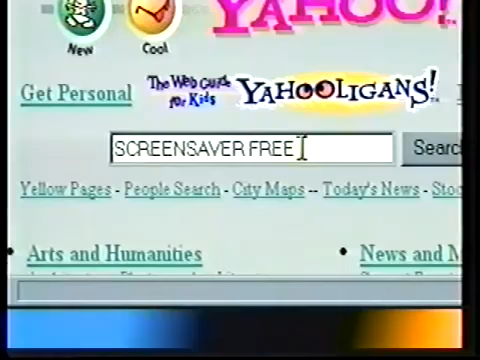 YAHOO!
New Cool
Get Personal
The Web Guide for Kids
YAHOOLIGANS!
SCREENSAVER FREE
Searc
Yellow Pages - People Search - City Maps -- Today's News - Stoc
Arts and Humanities
News and M